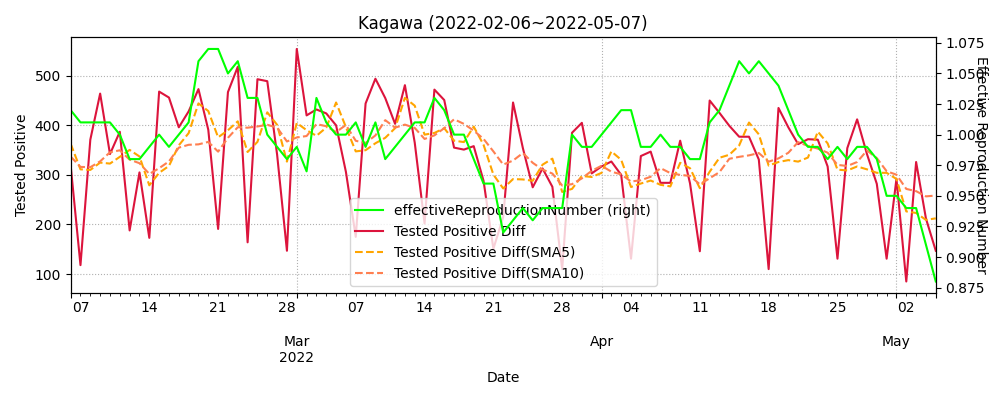 Kagawa (2022-02-06~2022-05-07)
Tested Positive
500
400
300
200
100
1.075
1.050
1.025
1.000
0.975
0.950
0.925
0.900
0.875
Effective Reproduction Number
effectiveReproductionNumber (right)
Tested Positive Diff
Tested Positive Diff(SMA5)
Tested Positive Diff(SMA10)
07 14 21 28 07 14 21 28 04 11 18 25 02
Mar Apr May
2022
Date